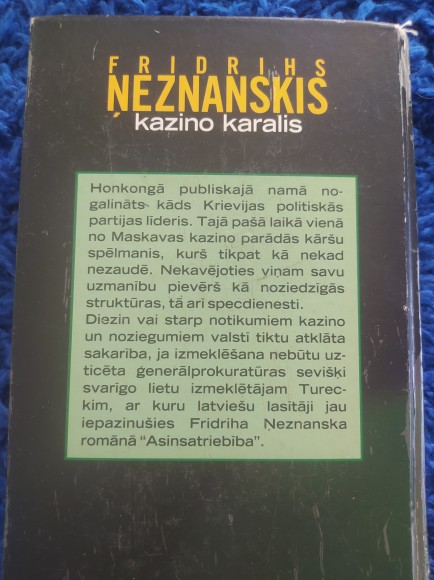 FRIDRIHS
ŅEZNANSKIS
kazino karalis
Honkongā publiskajā namā no-
galināts kāds Krievijas politiskās
partijas līderis. Tajā pašā laikā vienā
no Maskavas kazino parādās kāršu
spēlmanis, kurš tikpat kā nekad
nezaudē. Nekavējoties viņam savu
uzmanību pievērš kā noziedzīgās
struktūras, tā arī specdienesti.
Diezin vai starp notikumiem kazino
un noziegumiem valstī tiktu atklāta
sakarība, ja izmeklēšana nebūtu uz-
ticēta ģenerālprokuratūras sevišķi
svarīgo lietu izmeklētājam Turec-
kim, ar kuru latviešu lasītāji jau
iepazinušies Fridriha Ņeznanska
romānā "Asinsatriebība".